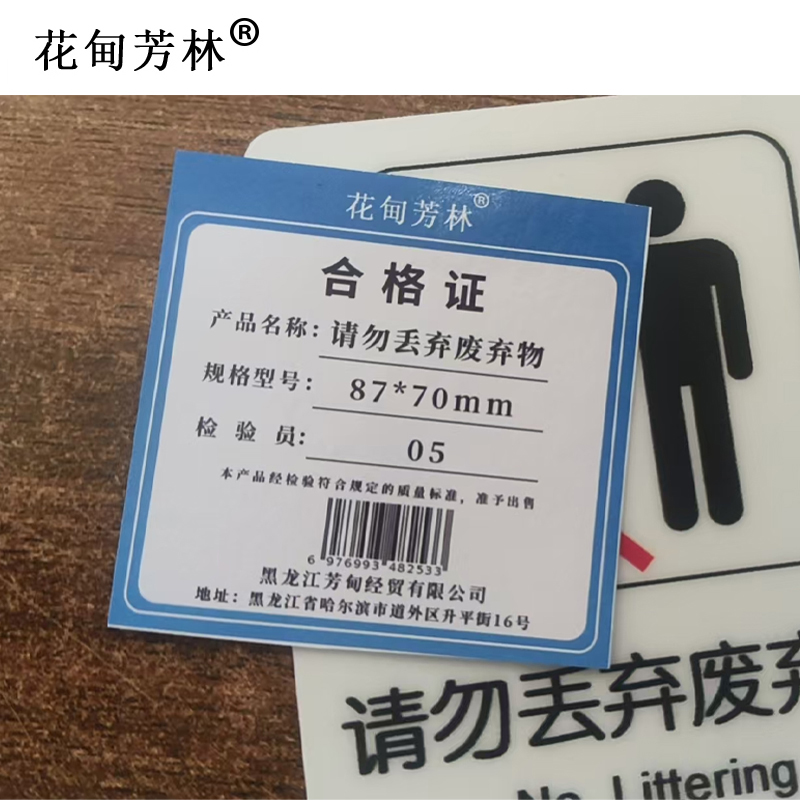 花甸芳林®
花甸芳林®
合格证
产品名称：请勿丢弃废弃物
规格型号：87*70mm
检验员：05
本产品经检验符合规定的质量标准，准予出售
6 976993 482533
黑龙江芳甸经贸有限公司
地址：黑龙江省哈尔滨市道外区升平街16号
请勿丢弃废弃
No Littering